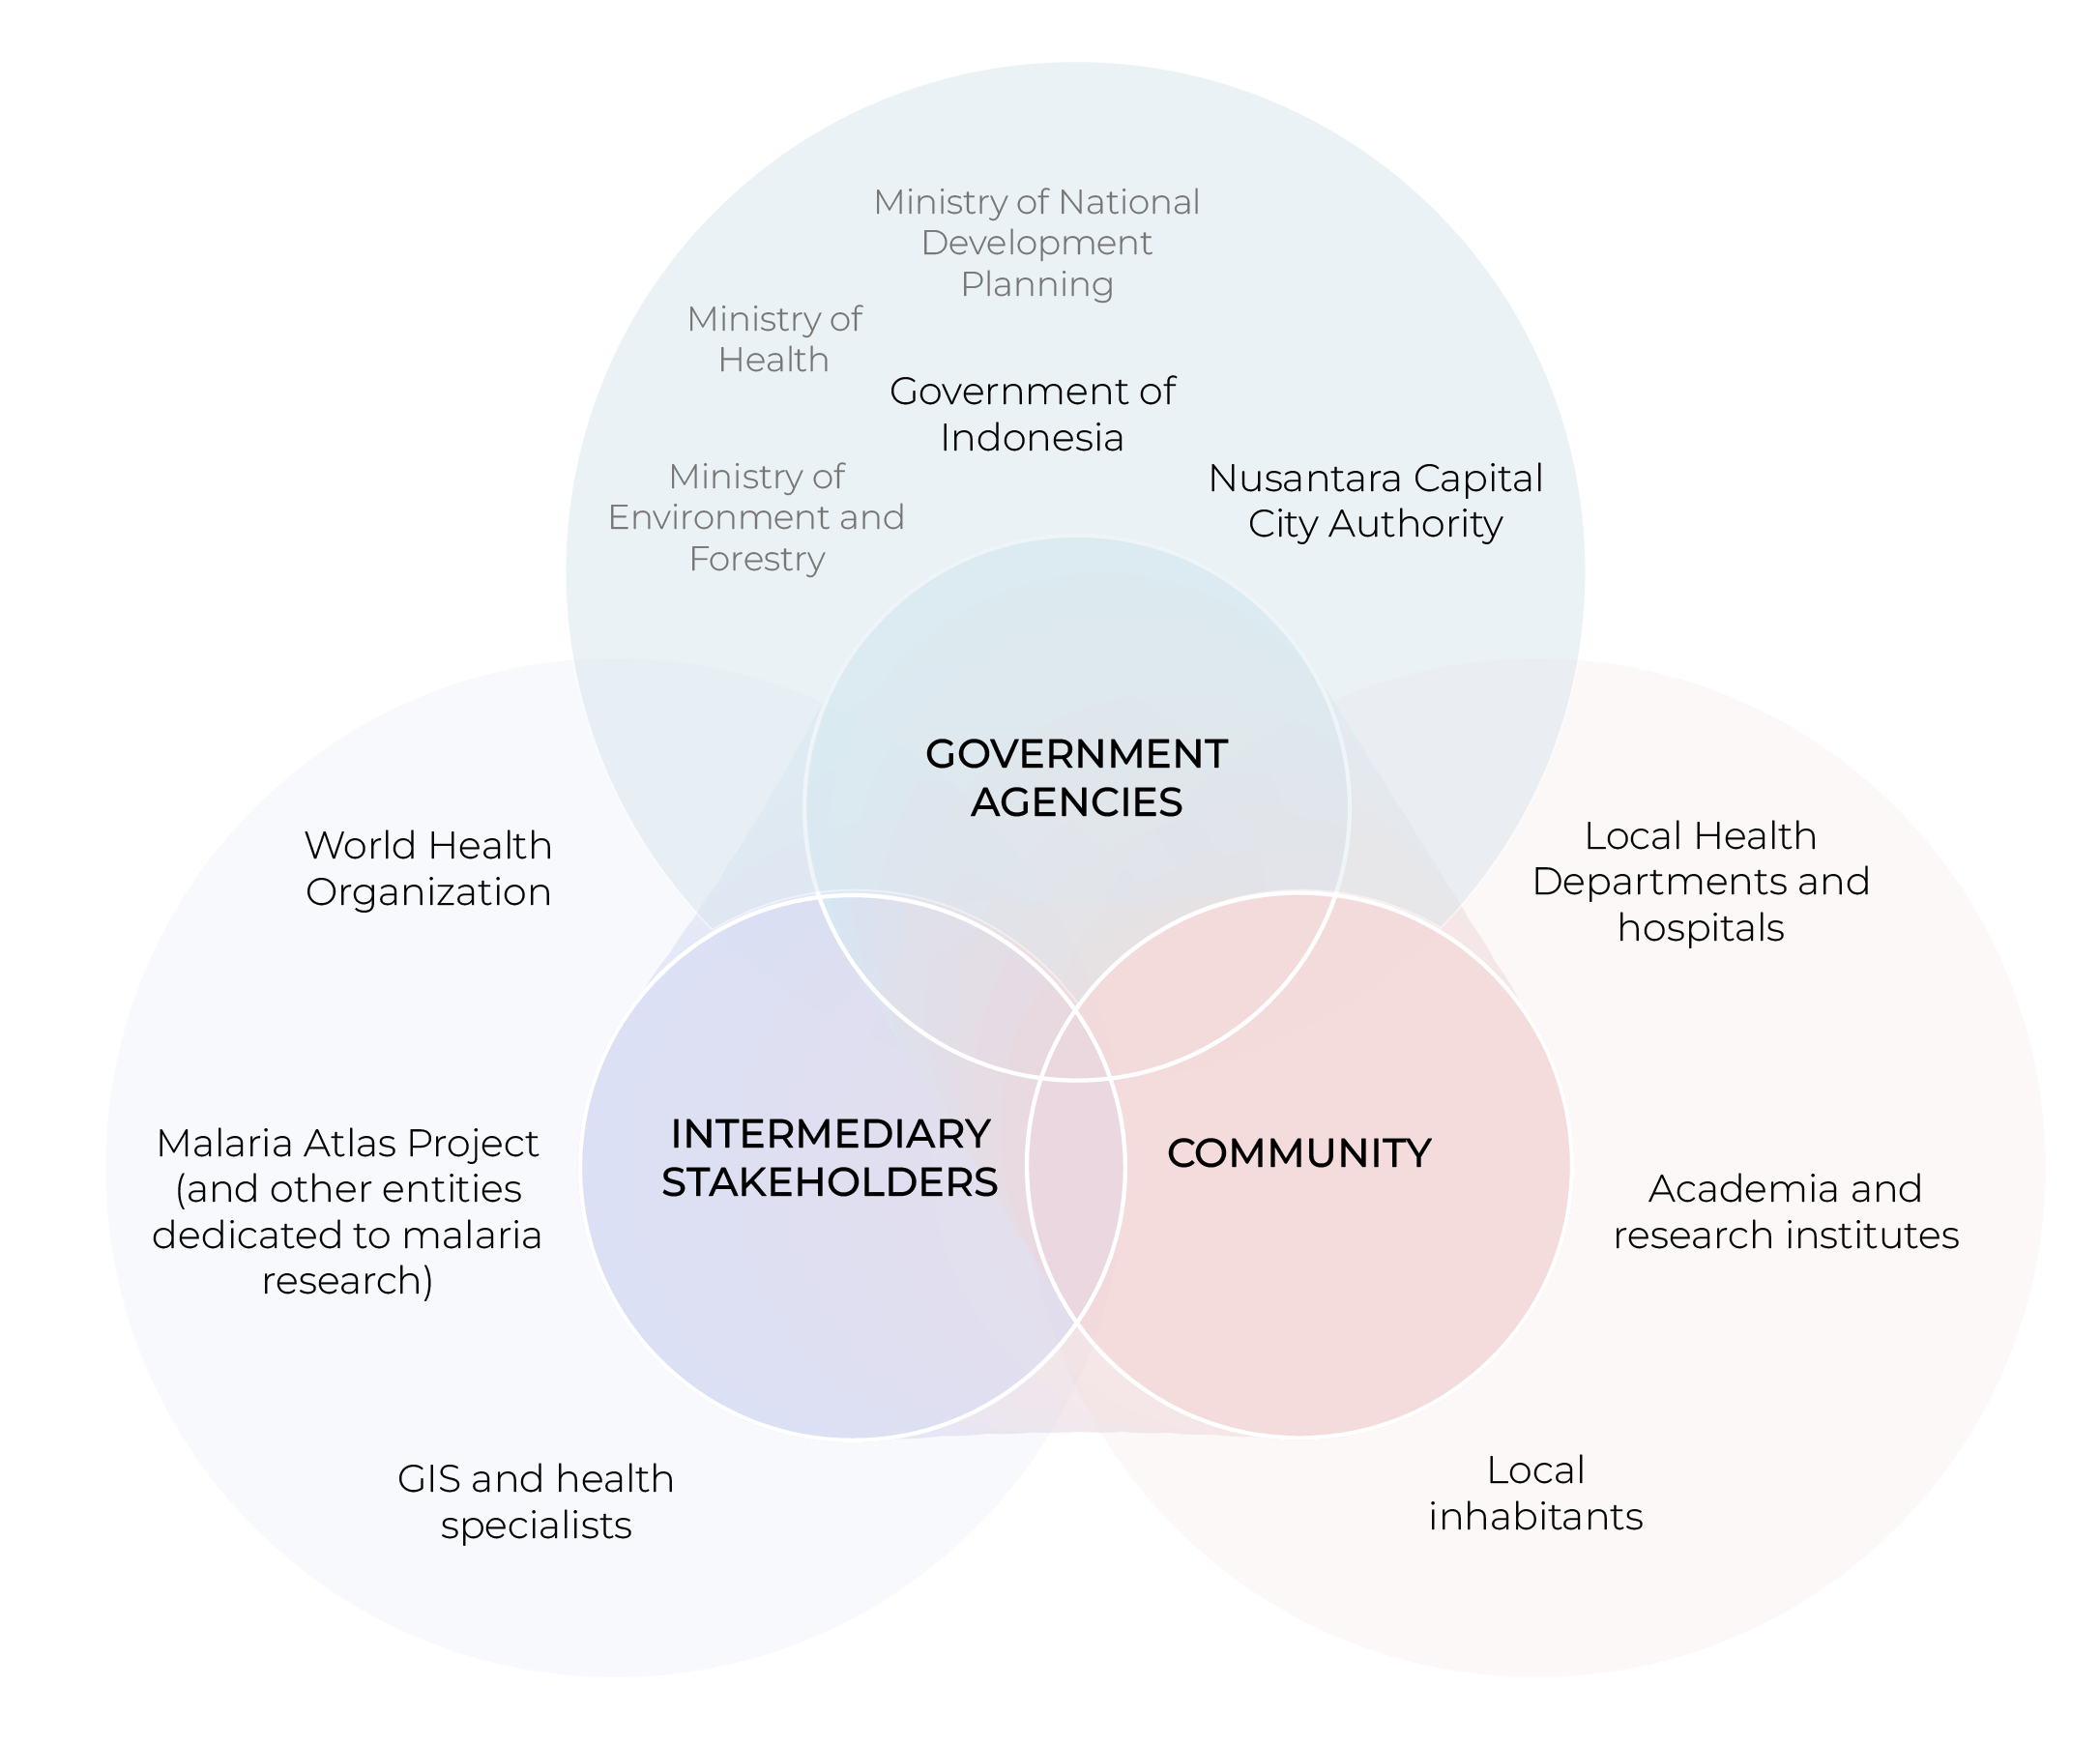 Ministry of National
Development
Planning
Ministry of
Health
Government of
Indonesia
Ministry of
Environment and
Forestry
Nusantara Capital
City Authority
GOVERNMENT
AGENCIES
World Health
Organization
Local Health
Departments and
hospitals
Malaria Atlas Project
(and other entities
dedicated to malaria
research)
INTERMEDIARY
STAKEHOLDERS
COMMUNITY
Academia and
research institutes
GIS and health
specialists
Local
inhabitants